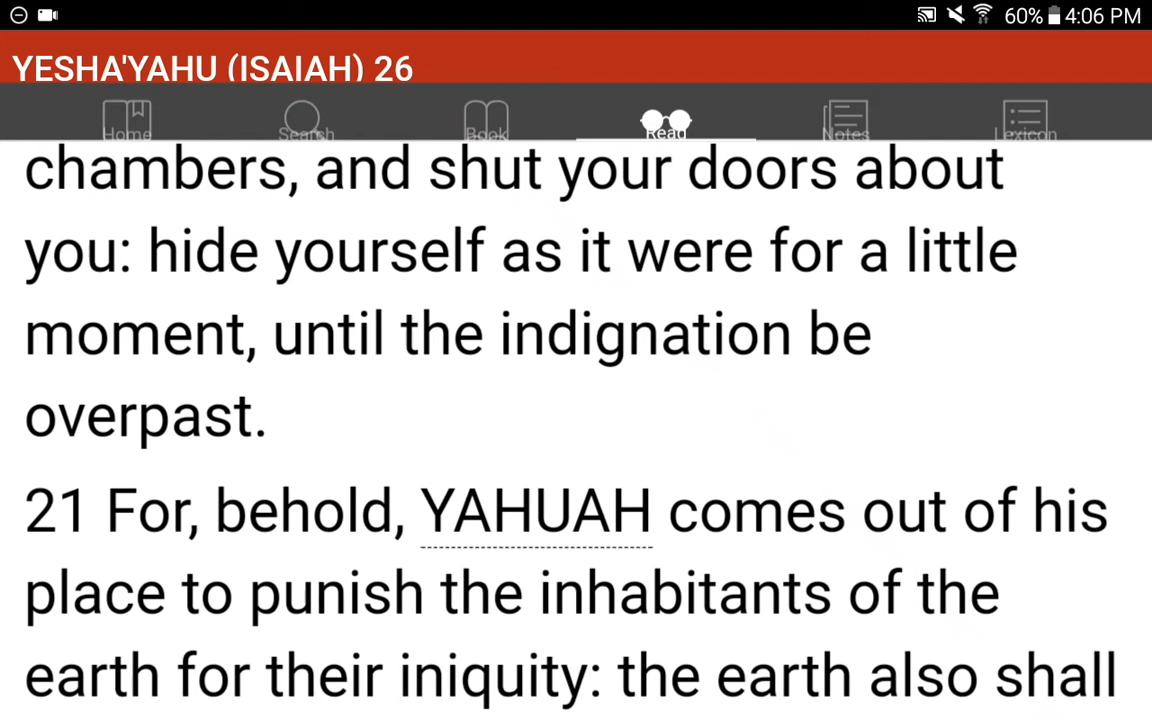 60% 4:06 PM
YESHA'YAHU (ISAIAH) 26
Home Search Book Read Notes Lexicon
chambers, and shut your doors about
you: hide yourself as it were for a little
moment, until the indignation be
overpast.
21 For, behold, YAHUAH comes out of his
place to punish the inhabitants of the
earth for their iniquity: the earth also shall